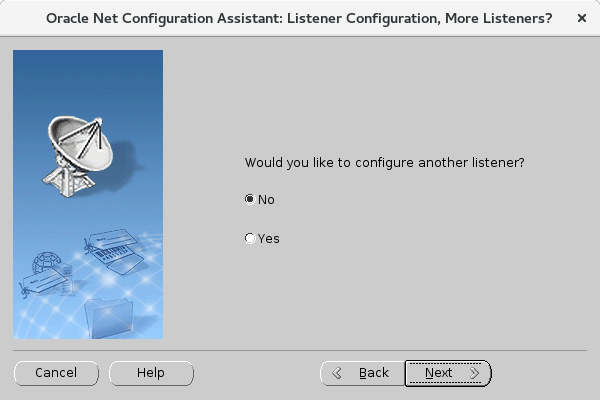 Oracle Net Configuration Assistant: Listener Configuration, More Listeners?
Would you like to configure another listener?
No
Yes
Cancel
Help
Back
Next